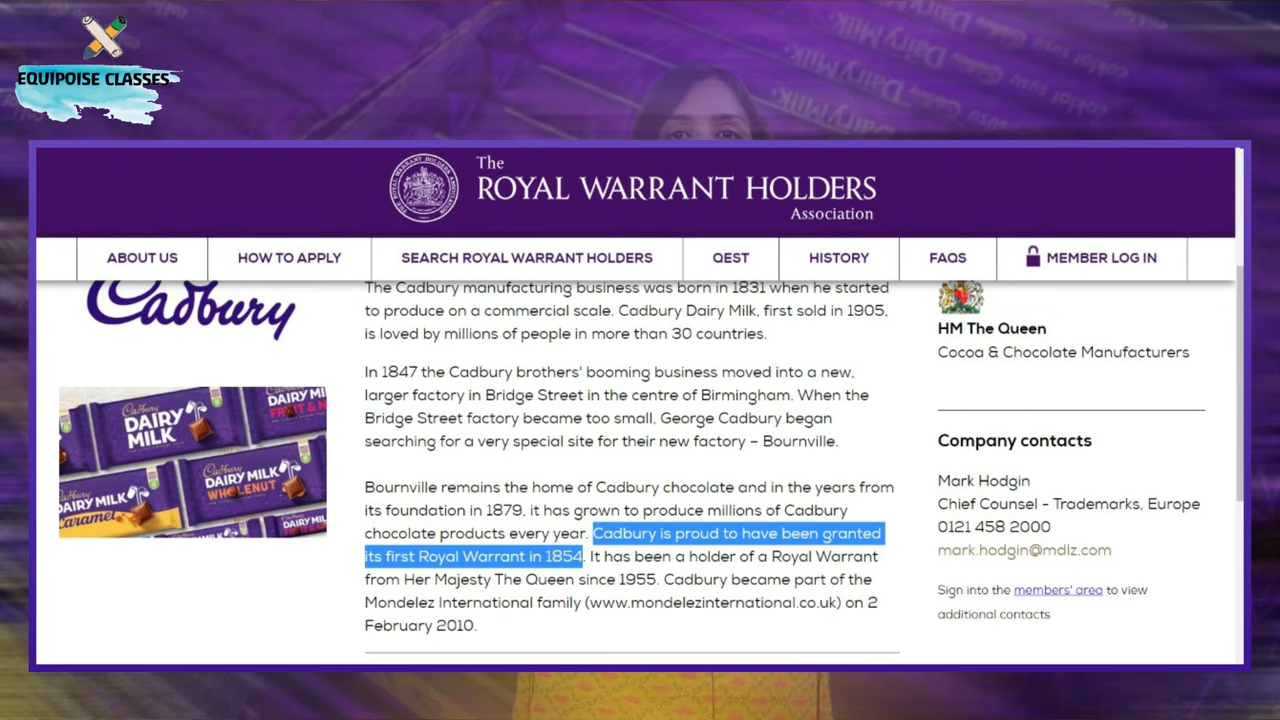 EQUIPOISE CLASSES
The
ROYAL WARRANT HOLDERS
Association
ABOUT US
HOW TO APPLY
SEARCH ROYAL WARRANT HOLDERS
QEST
HISTORY
FAQS
MEMBER LOG IN
Cadbury
Cadbury
DAIRY
MILK
DAIRY MI
FRUIT & N
Cadbury
DAIRY MILK
WHOLENUT
DAIRY MILK
Caramel
DAIRY MI
The Cadbury manufacturing business was born in 1831 when he started
to produce on a commercial scale. Cadbury Dairy Milk, first sold in 1905,
is loved by millions of people in more than 30 countries.
In 1847 the Cadbury brothers' booming business moved into a new,
larger factory in Bridge Street in the centre of Birmingham. When the
Bridge Street factory became too small, George Cadbury began
searching for a very special site for their new factory – Bournville.
Bournville remains the home of Cadbury chocolate and in the years from
its foundation in 1879, it has grown to produce millions of Cadbury
chocolate products every year. Cadbury is proud to have been granted
its first Royal Warrant in 1854. It has been a holder of a Royal Warrant
from Her Majesty The Queen since 1955. Cadbury became part of the
Mondelez International family (www.mondelezinternational.co.uk) on 2
February 2010.
HM The Queen
Cocoa & Chocolate Manufacturers
Company contacts
Mark Hodgin
Chief Counsel - Trademarks, Europe
0121 458 2000
mark.hodgin@mdlz.com
Sign into the members' area to view
additional contacts